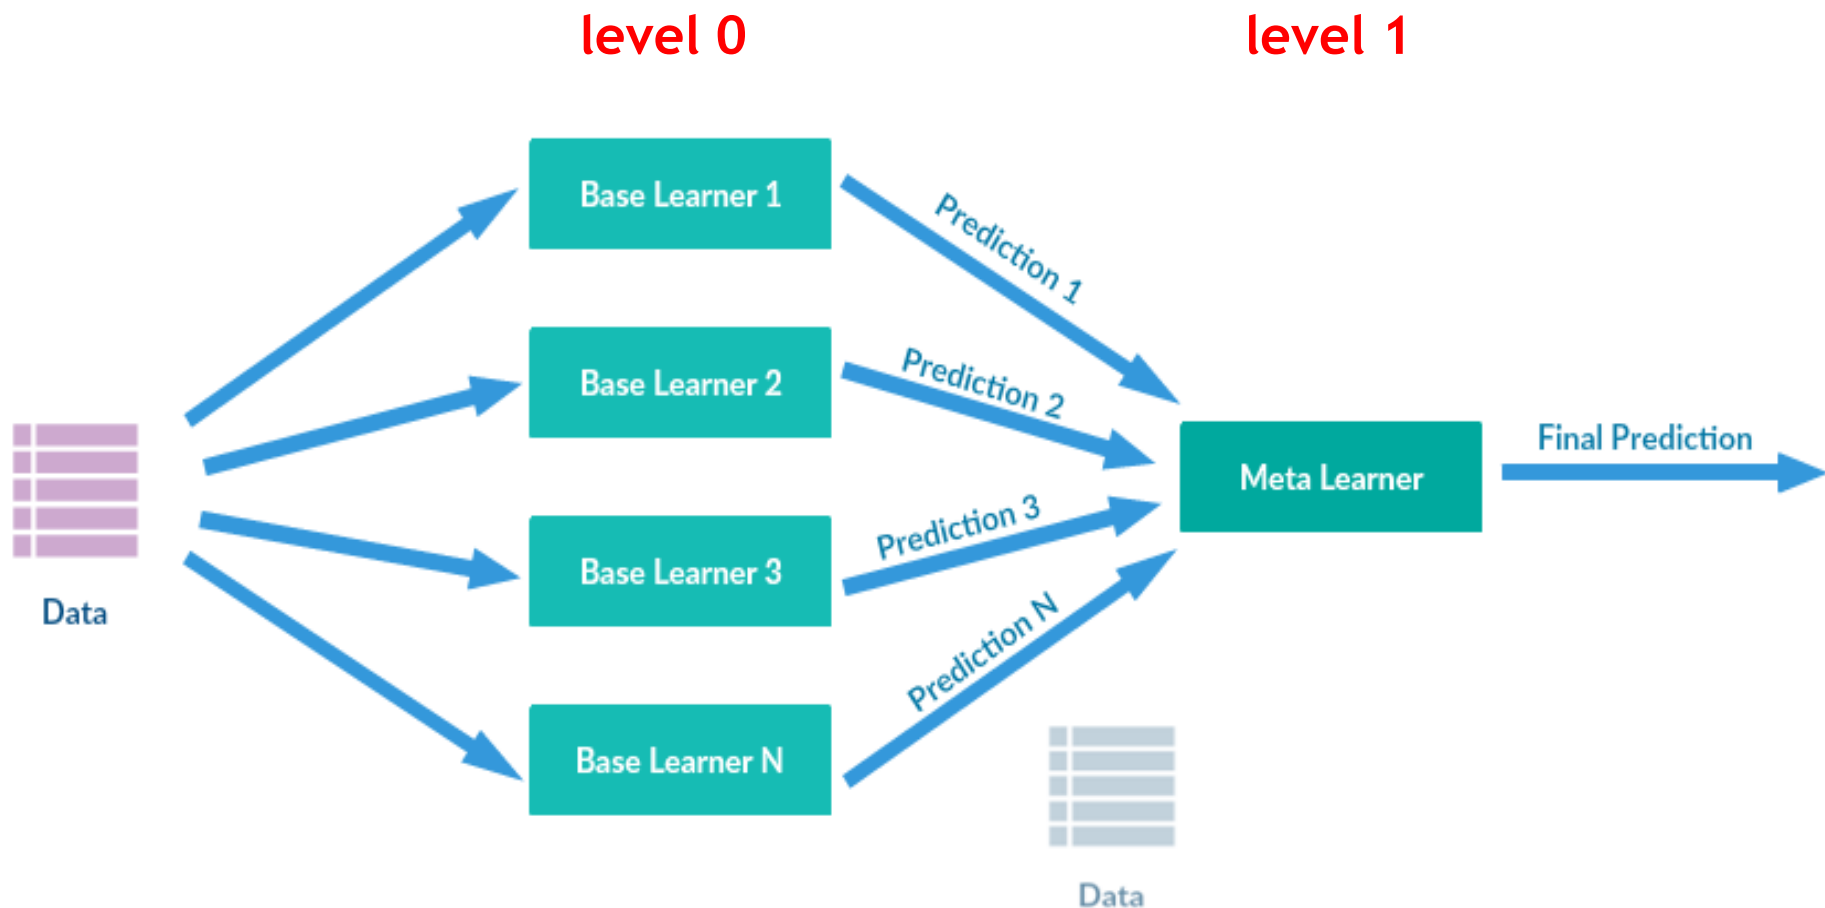 level 0
level 1
Base Learner 1
Prediction 1
Base Learner 2
Prediction 2
Final Prediction
Meta Learner
Prediction 3
Base Learner 3
Data
Prediction N
Base Learner N
Data